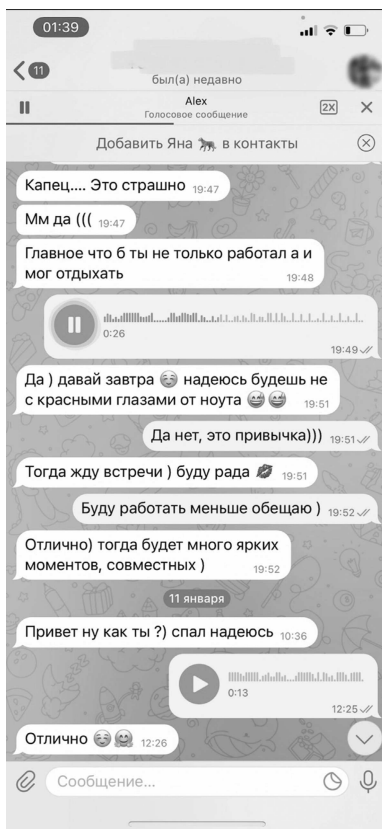 01:39
11
был(а) недавно
Alex
Голосовое сообщение
2X
Добавить Яна 🐅 в контакты
Капец.... Это страшно 19:47
Мм да ((( 19:47
Главное что б ты не только работал а и
мог отдыхать 19:48
0:26
19:49
Да ) давай завтра ☺️ надеюсь будешь не
с красными глазами от ноута 😅😅 19:51
Да нет, это привычка))) 19:51
Тогда жду встречи ) буду рада 💋 19:51
Буду работать меньше обещаю ) 19:52
Отлично) тогда будет много ярких
моментов, совместных ) 19:52
11 января
Привет ну как ты ?) спал надеюсь 10:36
0:13
12:25
Отлично ☺️🤗 12:26
Сообщение...